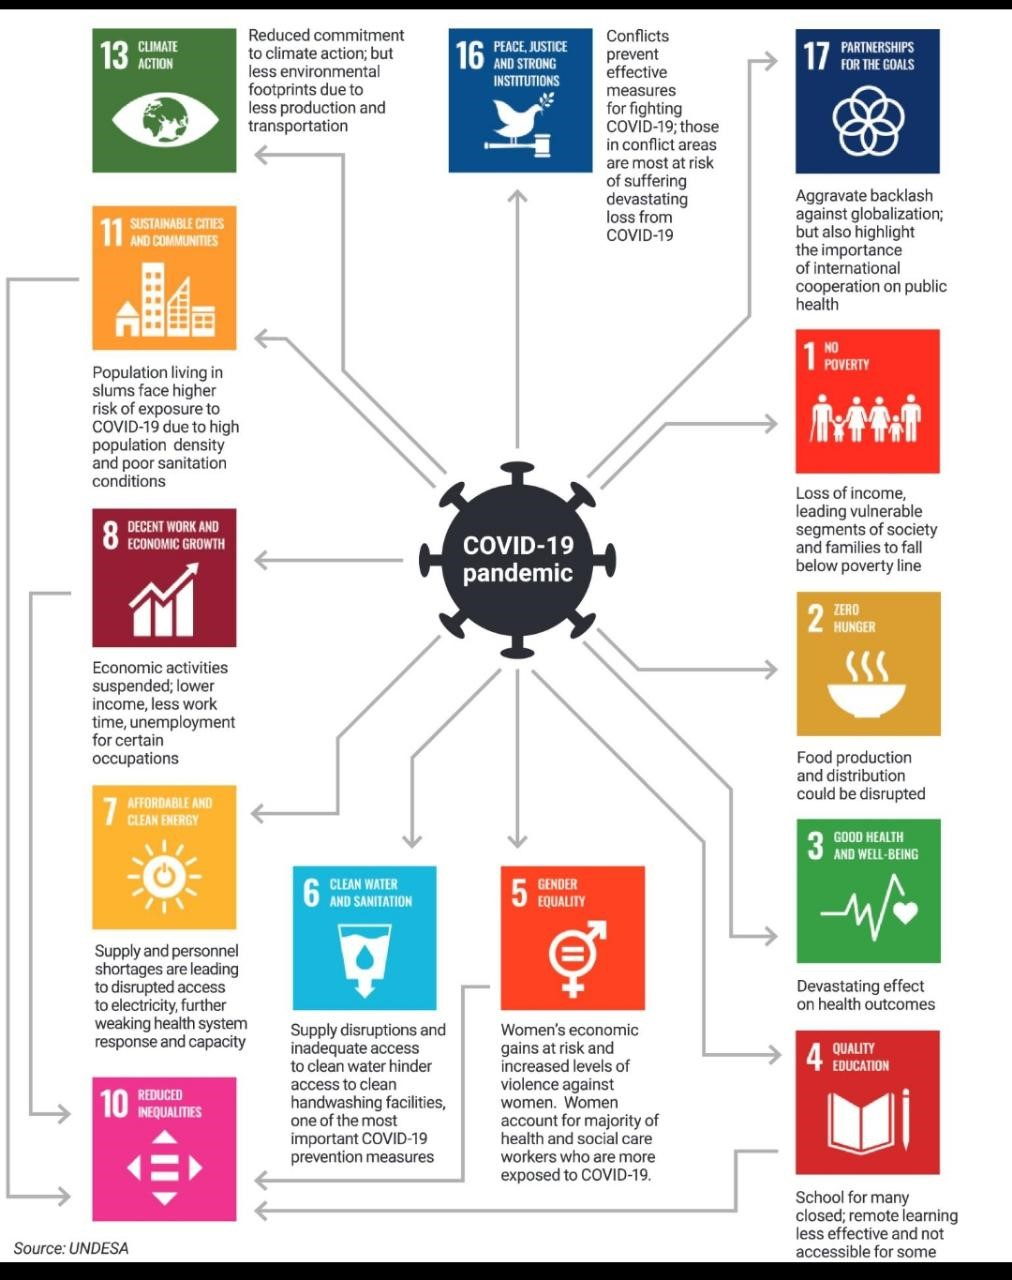 13 CLIMATE
ACTION
Reduced commitment
to climate action; but
less environmental
footprints due to
less production and
transportation
16 PEACE, JUSTICE
AND STRONG
INSTITUTIONS
Conflicts
prevent
effective
measures
for fighting
COVID-19; those
in conflict areas
are most at risk
of suffering
devastating
loss from
COVID-19
17 PARTNERSHIPS
FOR THE GOALS
Aggravate backlash
against globalization;
but also highlight
the importance
of international
cooperation on public
health
11 SUSTAINABLE CITIES
AND COMMUNITIES
Population living in
slums face higher
risk of exposure to
COVID-19 due to high
population density
and poor sanitation
conditions
1 NO
POVERTY
Loss of income,
leading vulnerable
segments of society
and families to fall
below poverty line
8 DECENT WORK AND
ECONOMIC GROWTH
Economic activities
suspended; lower
income, less work
time, unemployment
for certain
occupations
COVID-19
pandemic
2 ZERO
HUNGER
Food production
and distribution
could be disrupted
7 AFFORDABLE AND
CLEAN ENERGY
Supply and personnel
shortages are leading
to disrupted access
to electricity, further
weaking health system
response and capacity
6 CLEAN WATER
AND SANITATION
Supply disruptions and
inadequate access
to clean water hinder
access to clean
handwashing facilities,
one of the most
important COVID-19
prevention measures
5 GENDER
EQUALITY
Women's economic
gains at risk and
increased levels of
violence against
women. Women
account for majority of
health and social care
workers who are more
exposed to COVID-19.
3 GOOD HEALTH
AND WELL-BEING
Devastating effect
on health outcomes
4 QUALITY
EDUCATION
School for many
closed; remote learning
less effective and not
accessible for some
10 REDUCED
INEQUALITIES
Source: UNDESA